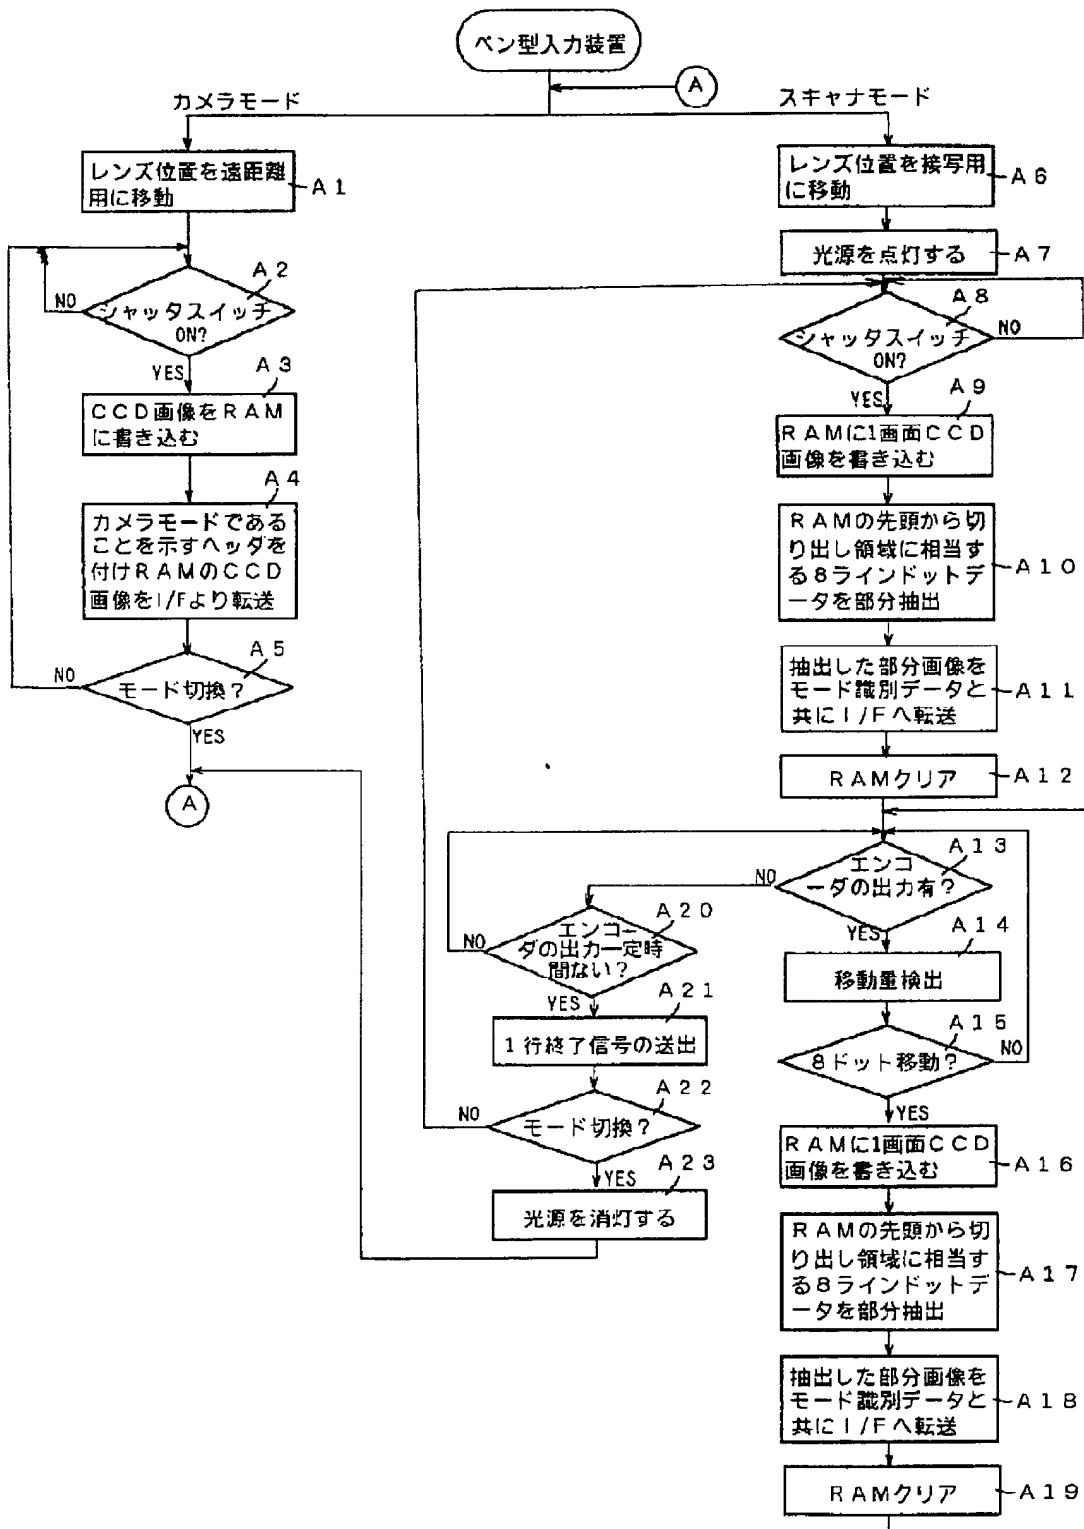 ペン型入力装置
A
カメラモード
スキャナモード
レンズ位置を遠距離
用に移動
A1
A2
シャッタスイッチ
ON?
NO
YES
A3
CCD画像をRAM
に書き込む
A4
カメラモードである
ことを示すヘッダを
付けRAMのCCD
画像をI/Fより転送
A5
モード切換?
NO
YES
A
レンズ位置を接写用
に移動
A6
光源を点灯する
A7
A8
シャッタスイッチ
ON?
NO
YES
A9
RAMに1画面CCD
画像を書き込む
RAMの先頭から切
り出し領域に相当す
る8ラインドットデ
ータを部分抽出
A10
抽出した部分画像を
モード識別データと
共にI/Fへ転送
A11
RAMクリア
A12
A13
エンコ
ーダの出力有?
NO
YES
A14
移動量検出
A15
8ドット移動?
NO
YES
RAMに1画面CCD
画像を書き込む
A16
RAMの先頭から切
り出し領域に相当す
る8ラインドットデ
ータを部分抽出
A17
抽出した部分画像を
モード識別データと
共にI/Fへ転送
A18
RAMクリア
A19
A20
エンコー
ダの出力一定時
間ない?
NO
YES
A21
1行終了信号の送出
A22
モード切換?
NO
YES
A23
光源を消灯する